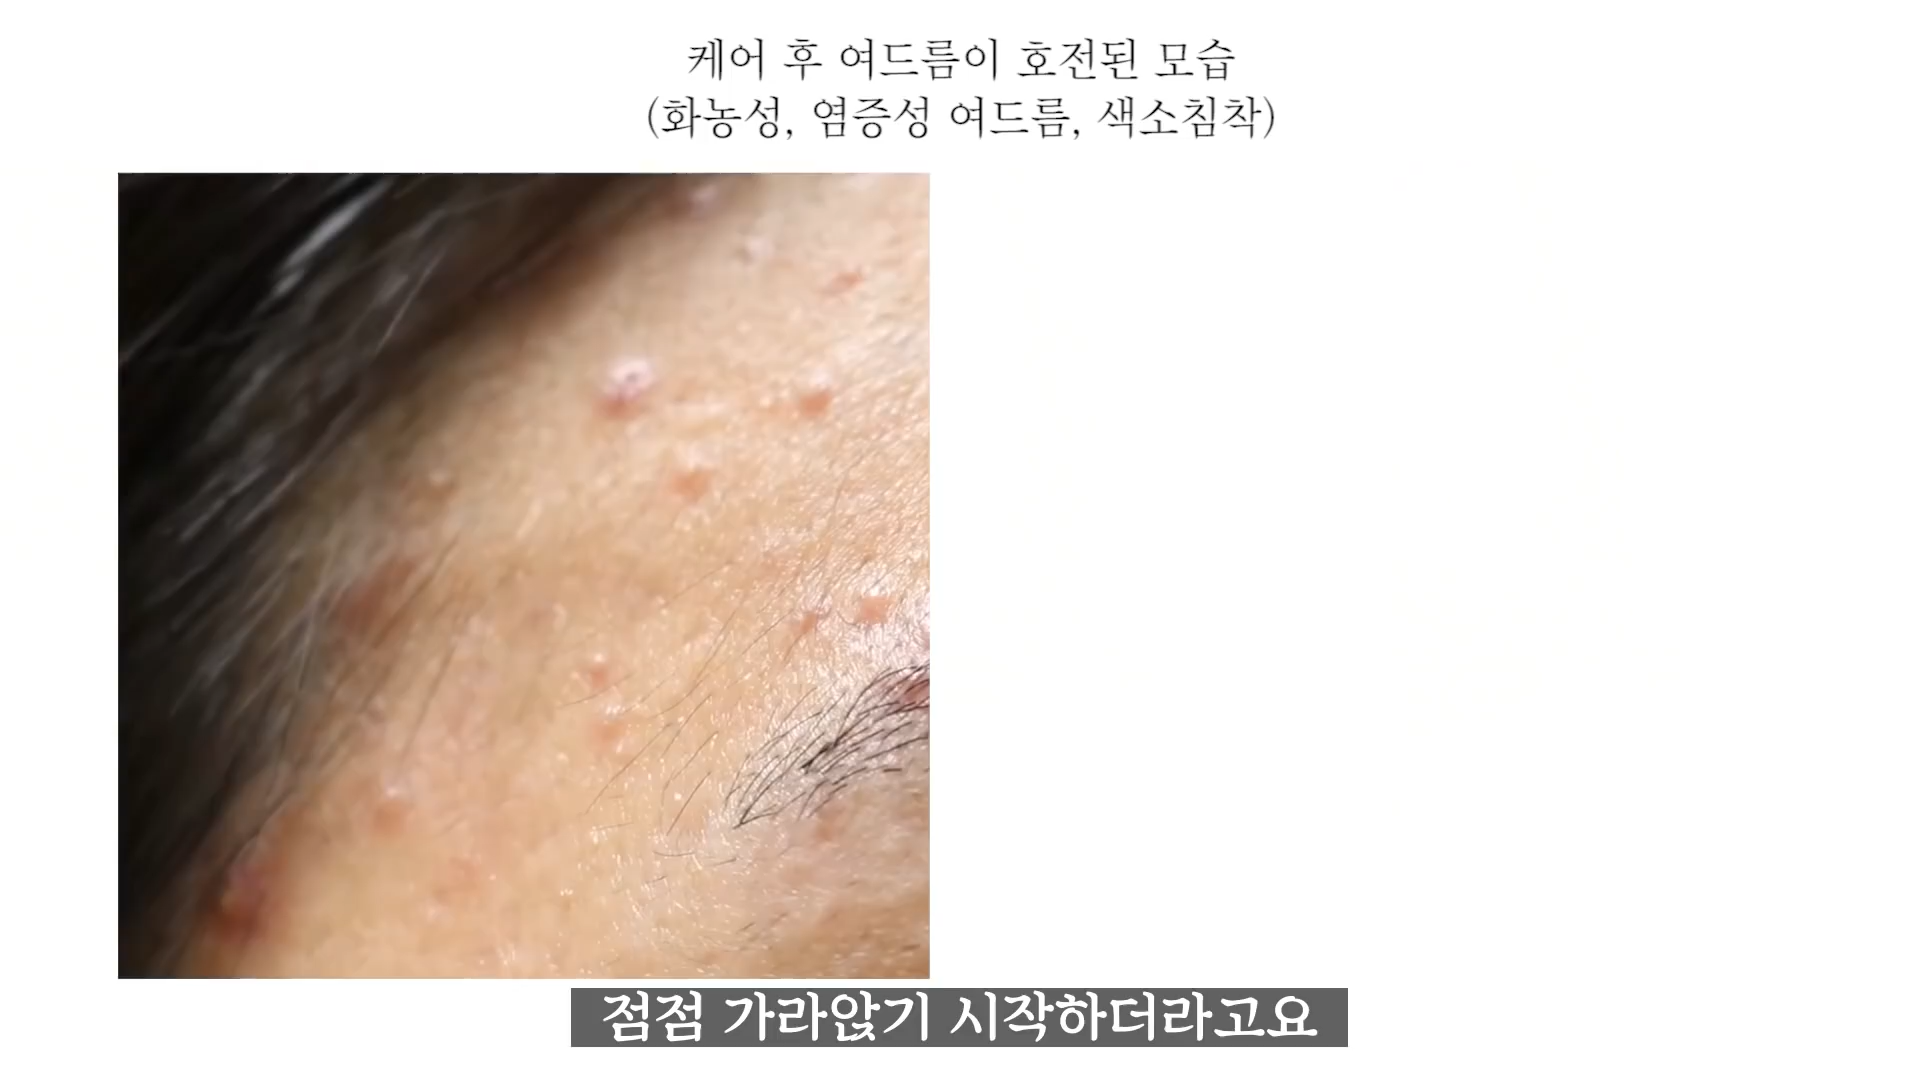 케어 후 여드름이 호전된 모습
(화농성, 염증성 여드름, 색소침착)
점점 가라앉기 시작하더라고요